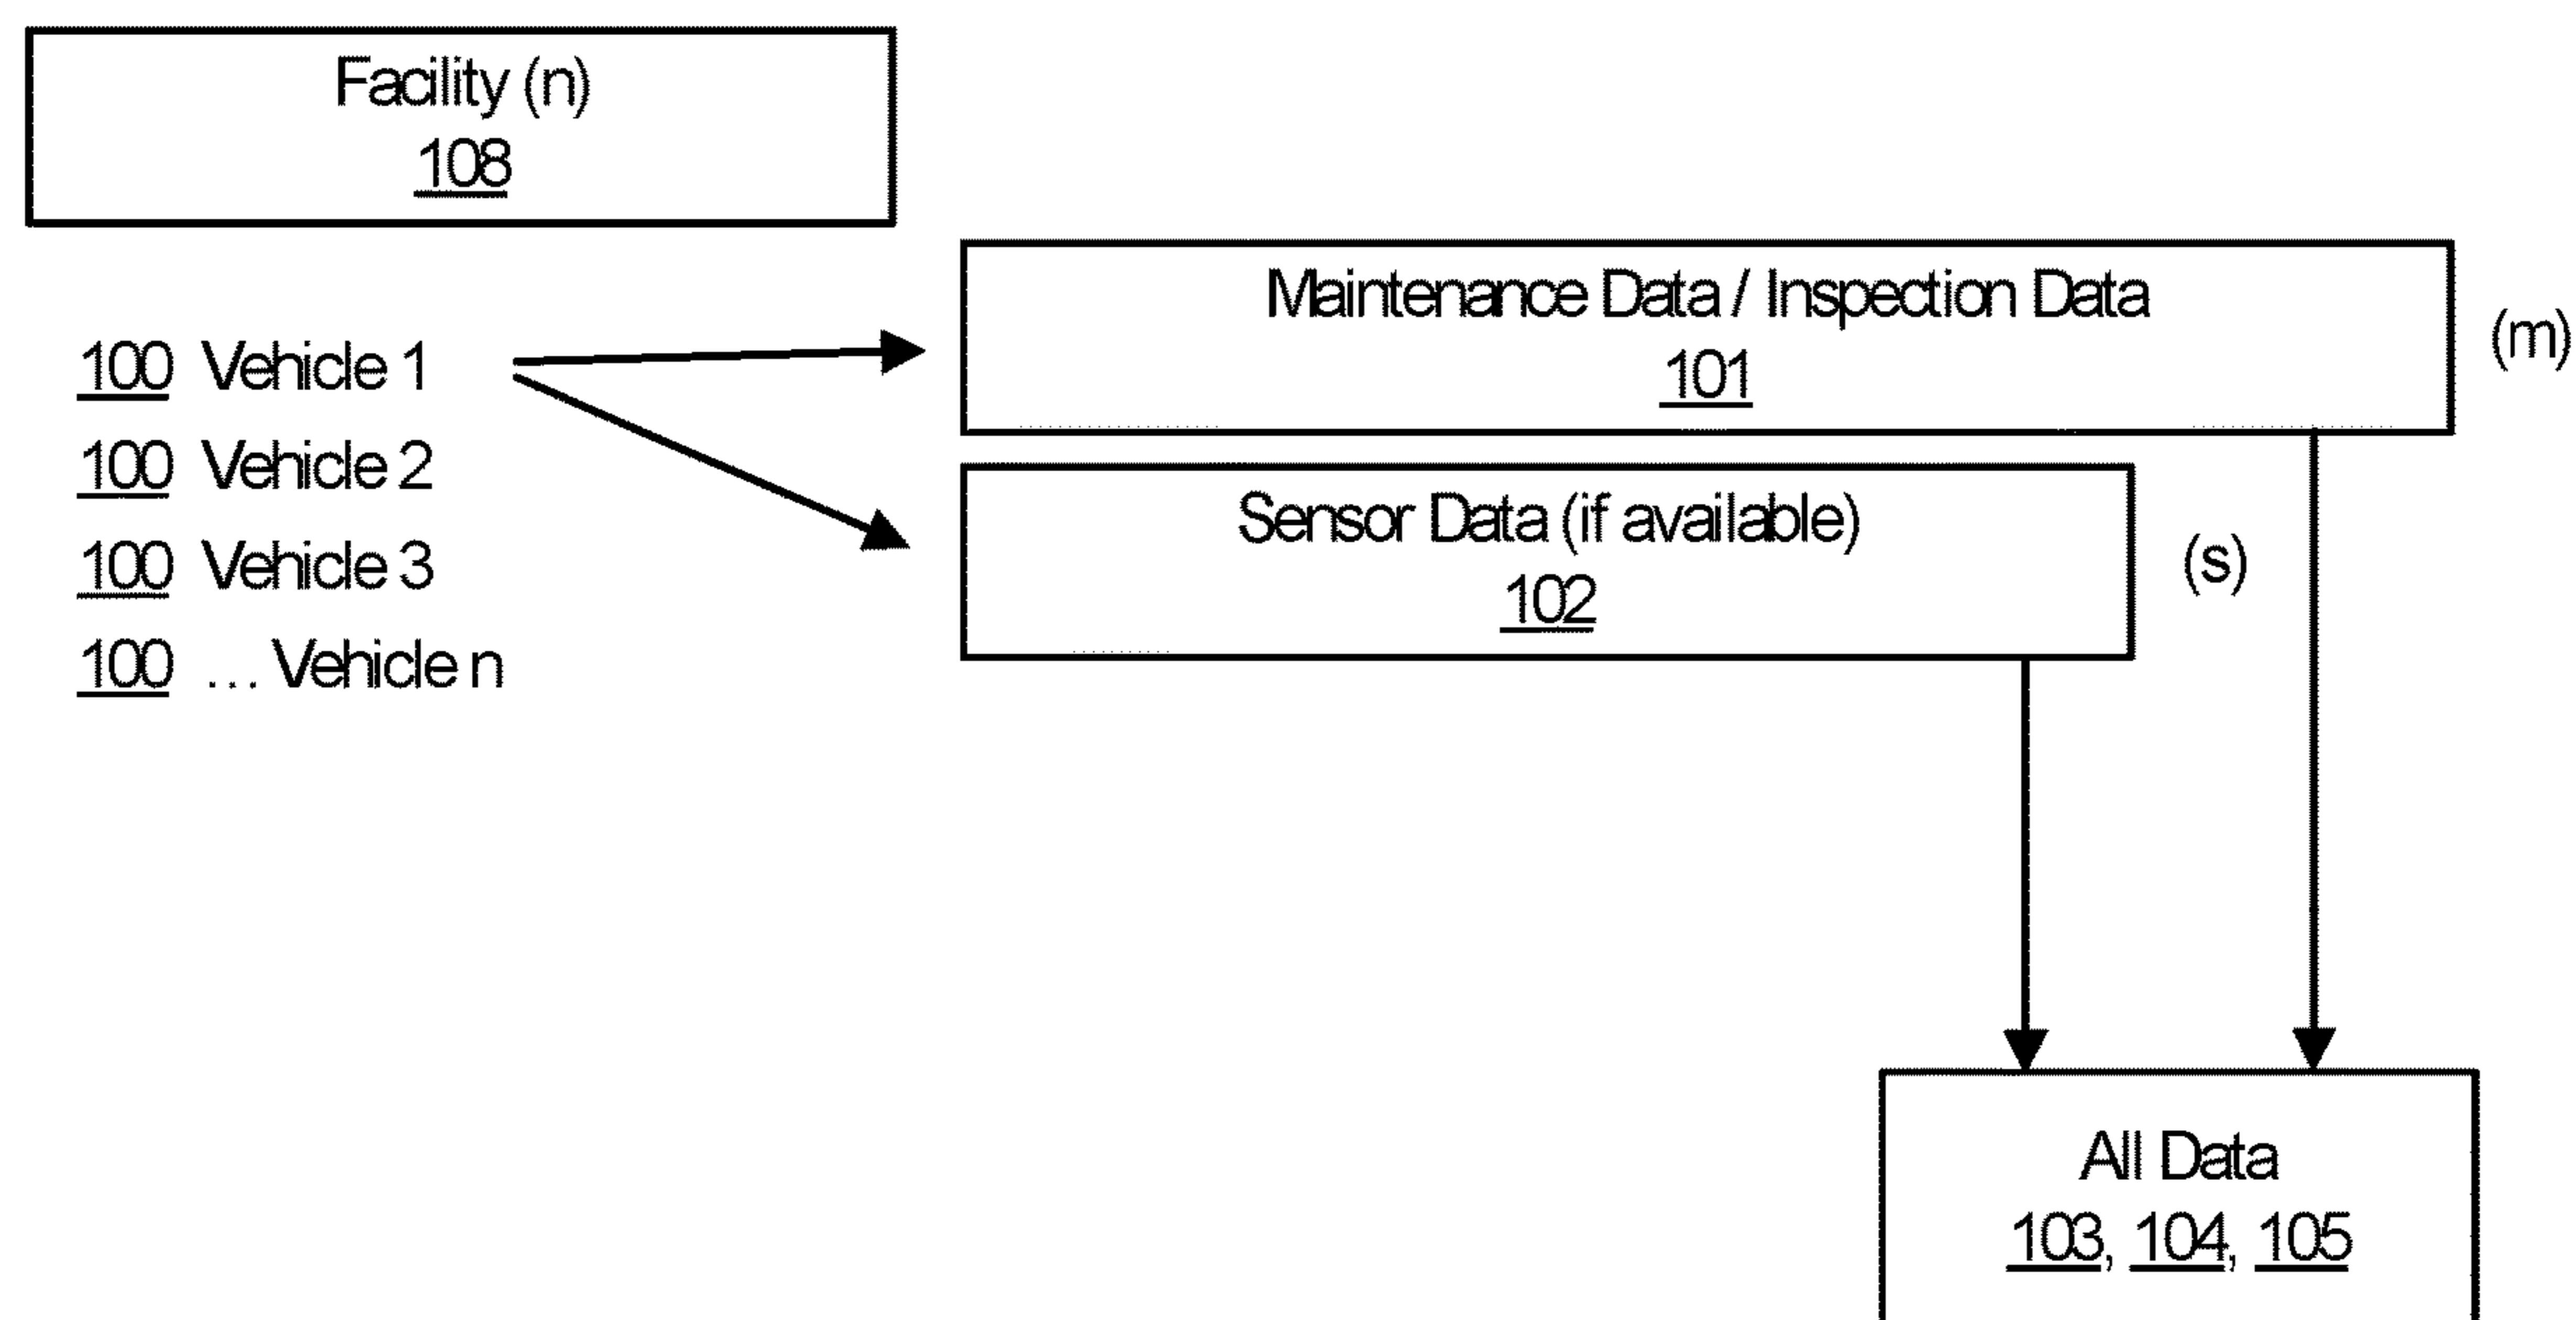 Facility (n)
108
Maintenance Data / Inspection Data
101
(m)
100 Vehicle 1
100 Vehicle 2
100 Vehicle 3
100 ... Vehicle n
Sensor Data (if available)
102
(s)
All Data
103, 104, 105